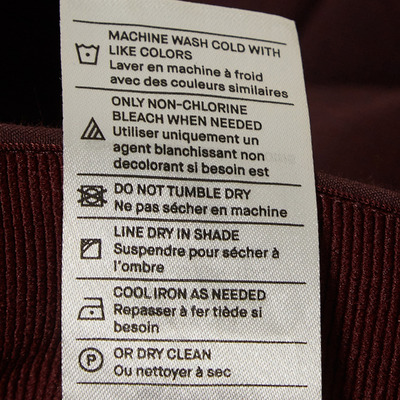 MACHINE WASH COLD WITH
LIKE COLORS
Laver en machine à froid
avec des couleurs similaires
ONLY NON-CHLORINE
BLEACH WHEN NEEDED
Utiliser uniquement un
agent blanchissant non
decolorant si besoin est
DO NOT TUMBLE DRY
Ne pas sécher en machine
LINE DRY IN SHADE
Suspendre pour sécher à
l'ombre
COOL IRON AS NEEDED
Repasser à fer tiède si
besoin
P
OR DRY CLEAN
Ou nettoyer à sec